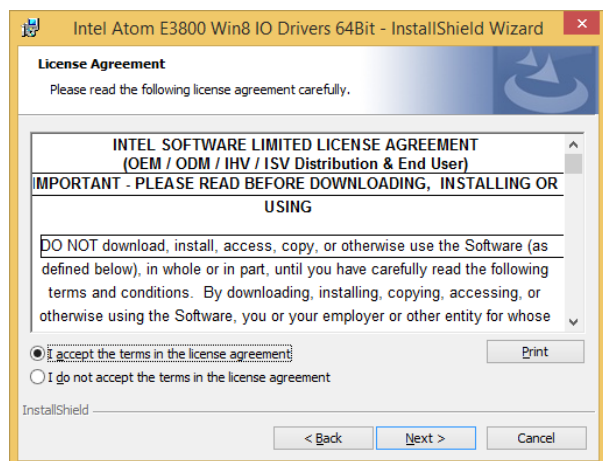 Intel Atom E3800 Win8 IO Drivers 64Bit - InstallShield Wizard
License Agreement
Please read the following license agreement carefully.
INTEL SOFTWARE LIMITED LICENSE AGREEMENT
(OEM / ODM / IHV / ISV Distribution & End User)
IMPORTANT - PLEASE READ BEFORE DOWNLOADING, INSTALLING OR
USING
DO NOT download, install, access, copy, or otherwise use the Software (as
defined below), in whole or in part, until you have carefully read the following
terms and conditions. By downloading, installing, copying, accessing, or
otherwise using the Software, you or your employer or other entity for whose
I accept the terms in the license agreement
Print
I do not accept the terms in the license agreement
InstallShield
< Back
Next >
Cancel